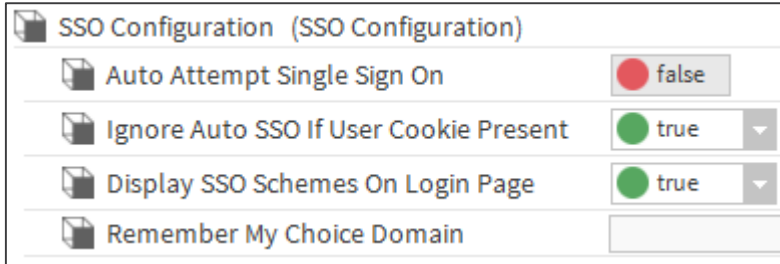 SSO Configuration (SSO Configuration)
Auto Attempt Single Sign On false
Ignore Auto SSO If User Cookie Present true
Display SSO Schemes On Login Page true
Remember My Choice Domain